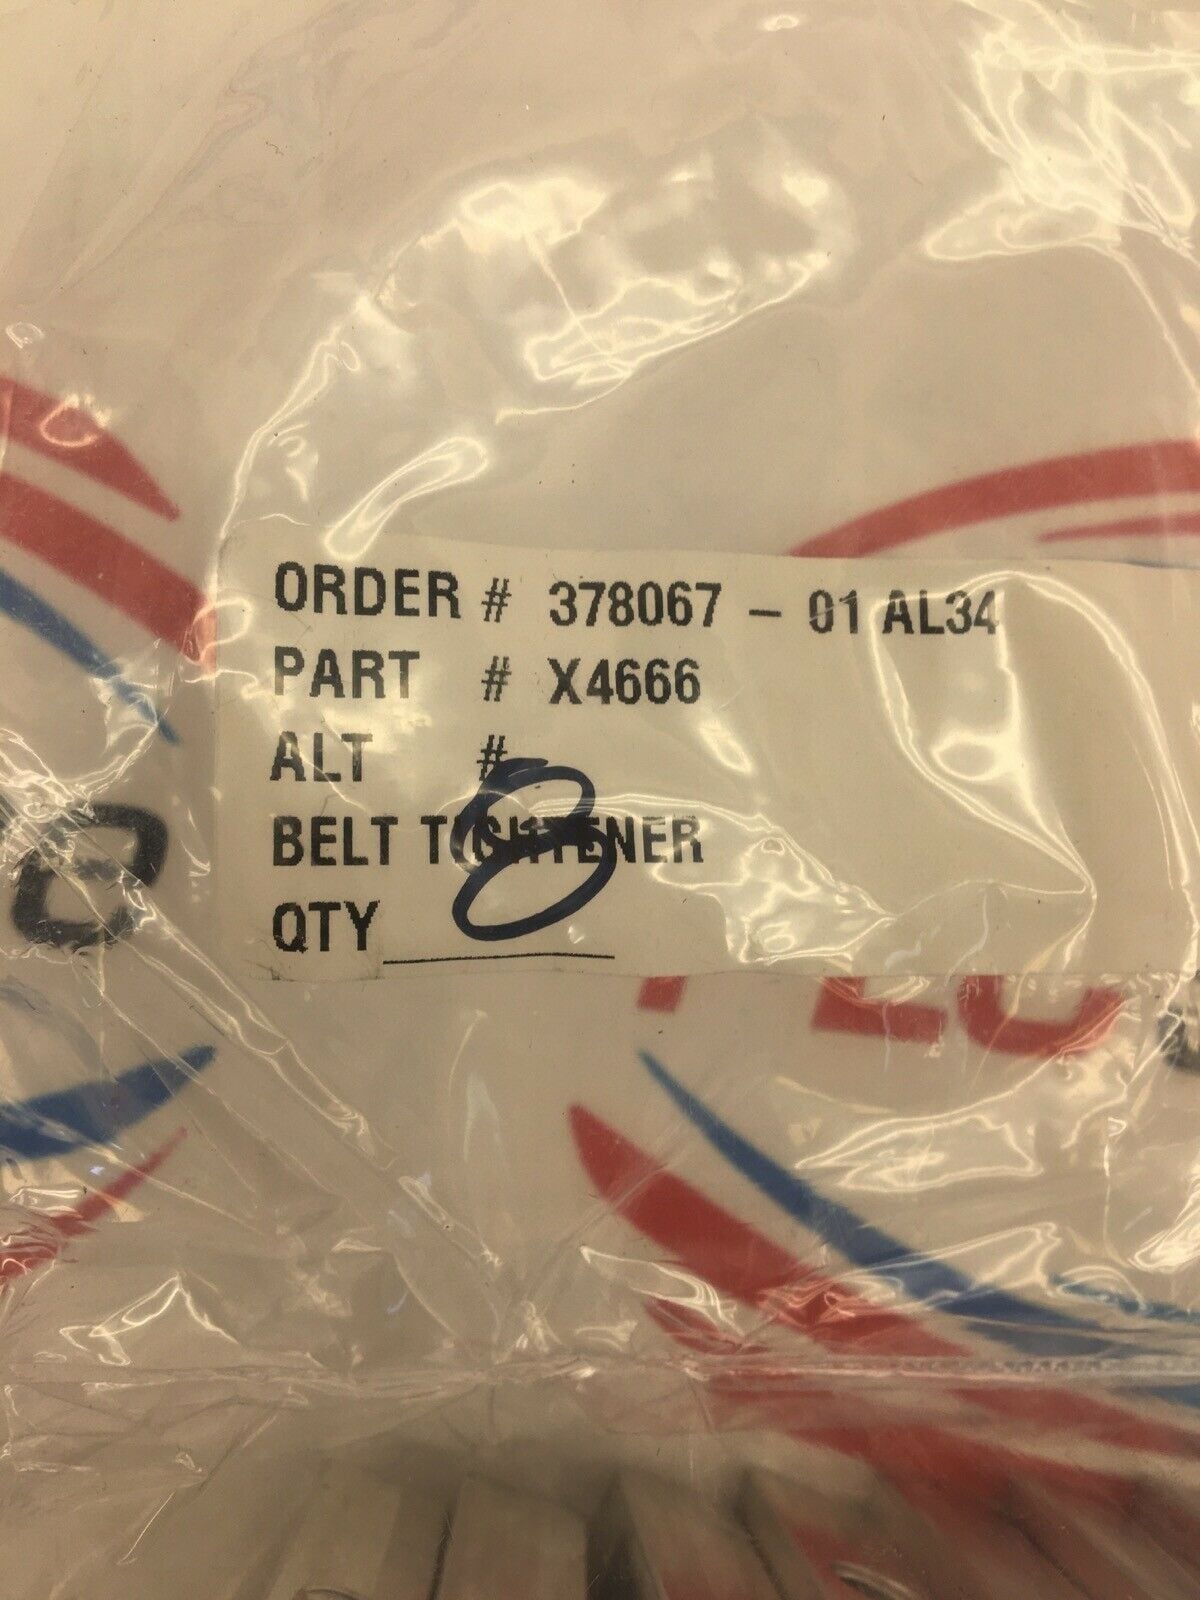 ORDER # 378067 - 01 AL34
PART # X4666
ALT #
BELT TIGHTENER
QTY 8